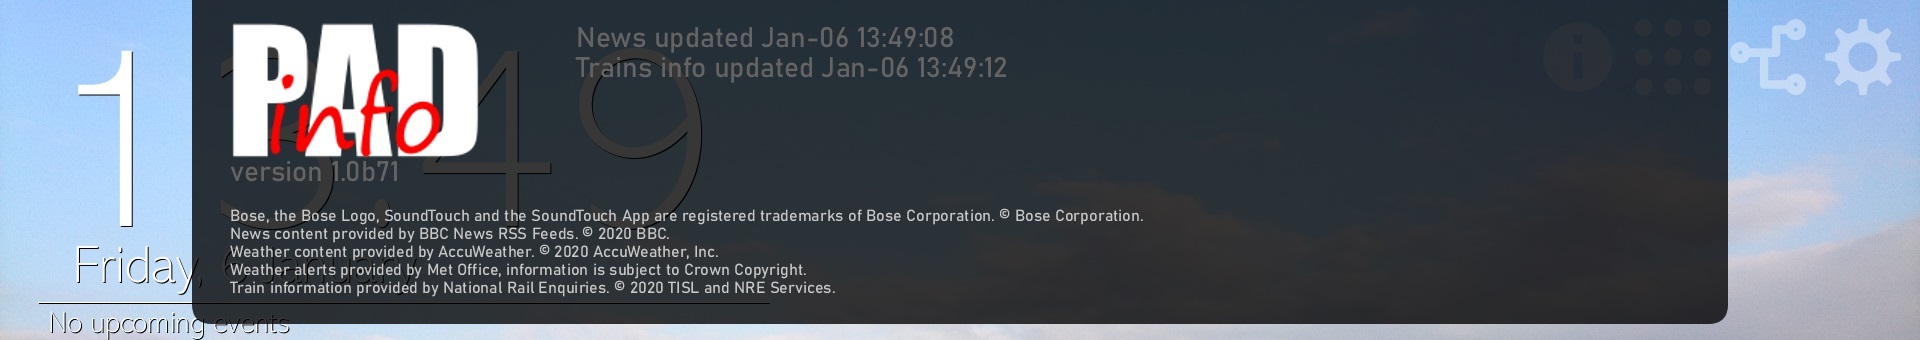 PAD
info
version 1.0b71
News updated Jan-06 13:49:08
Trains info updated Jan-06 13:49:12
13:49
Bose, the Bose Logo, SoundTouch and the SoundTouch App are registered trademarks of Bose Corporation. © Bose Corporation.
News content provided by BBC News RSS Feeds. © 2020 BBC.
Weather content provided by AccuWeather. © 2020 AccuWeather, Inc.
Weather alerts provided by Met Office, information is subject to Crown Copyright.
Train information provided by National Rail Enquiries. © 2020 TISL and NRE Services.
Friday, 6 January
No upcoming events